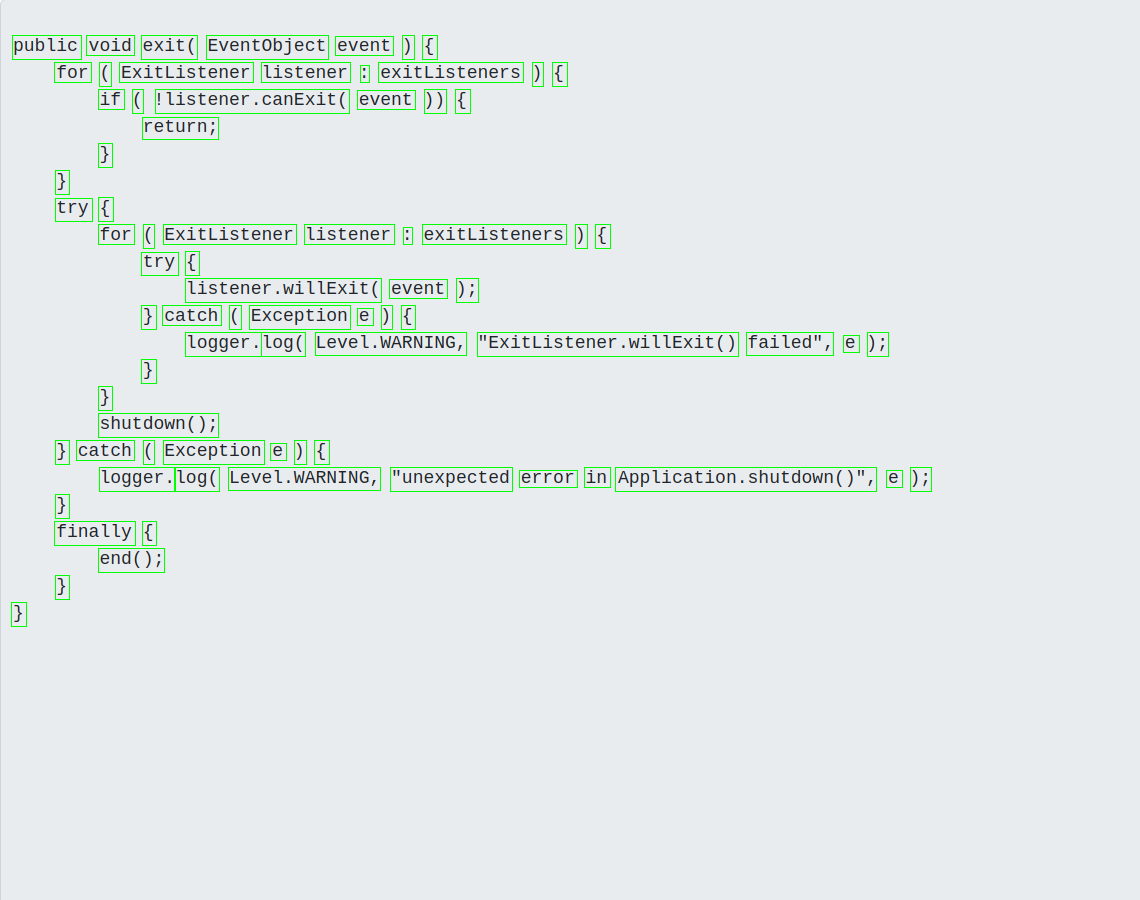 public void exit( EventObject event ) {
    for ( ExitListener listener : exitListeners ) {
        if ( !listener.canExit( event )) {
            return;
        }
    }
    try {
        for ( ExitListener listener : exitListeners ) {
            try {
                listener.willExit( event );
            } catch ( Exception e ) {
                logger.log( Level.WARNING, "ExitListener.willExit() failed", e );
            }
        }
        shutdown();
    } catch ( Exception e ) {
        logger.log( Level.WARNING, "unexpected error in Application.shutdown()", e );
    }
    finally {
        end();
    }
}